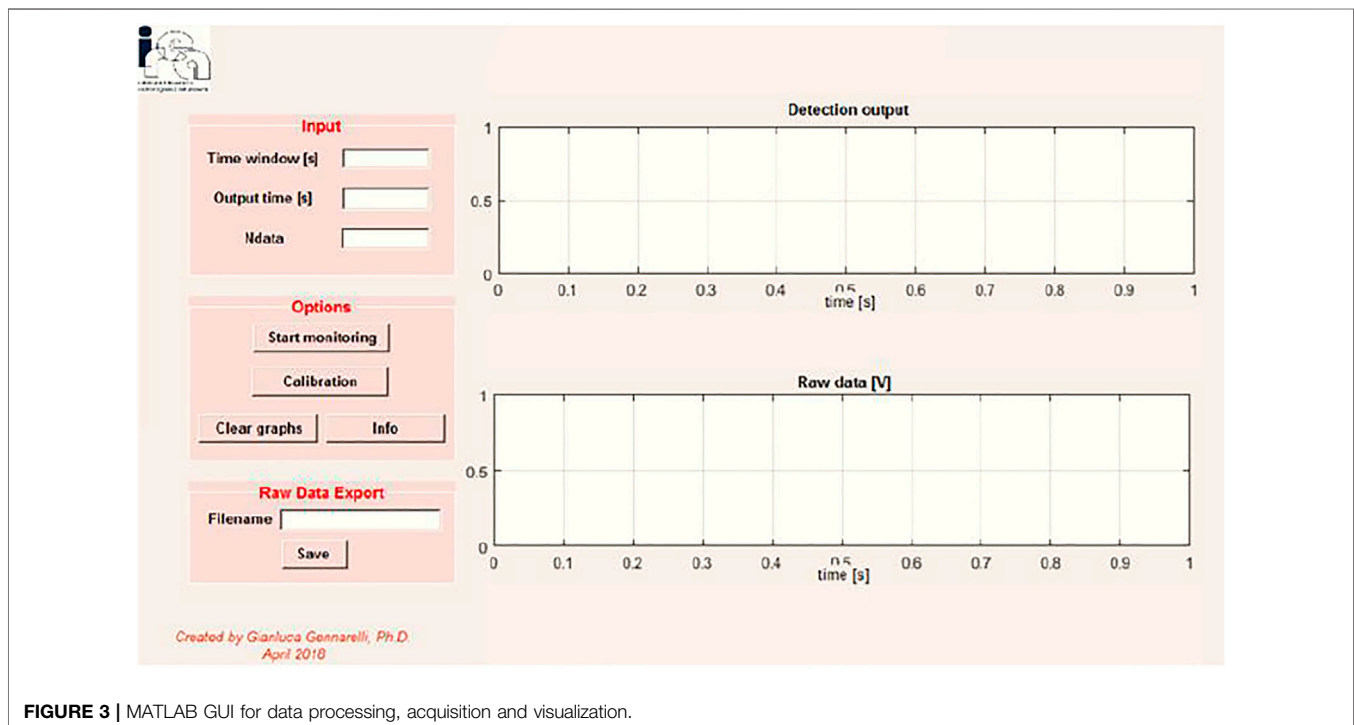 Input
Time window [s]
Output time [s]
Ndata
Options
Start monitoring
Calibration
Clear graphs Info
Raw Data Export
Filename
Save
Created by Gianluca Gennarelli, Ph.D.
April 2018
Detection output
1
0.5
0
0 0.1 0.2 0.3 0.4 0.5 0.6 0.7 0.8 0.9 1
time [s]
Raw data [V]
1
0.5
0
0 0.1 0.2 0.3 0.4 0.5 0.6 0.7 0.8 0.9 1
time [s]
FIGURE 3 | MATLAB GUI for data processing, acquisition and visualization.